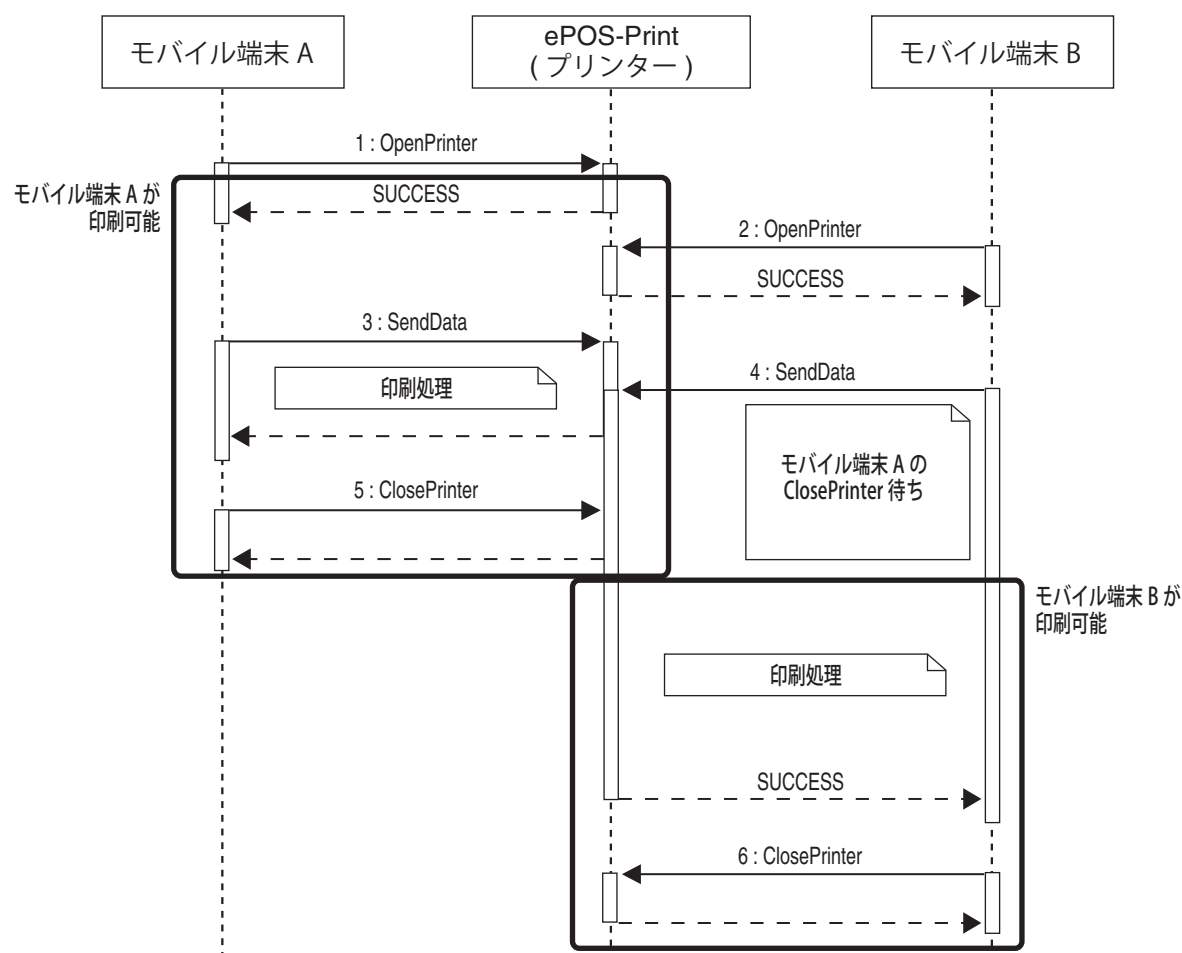 モバイル端末 A
ePOS-Print
( プリンター )
モバイル端末 B
1 : OpenPrinter
モバイル端末 A が
印刷可能
SUCCESS
2 : OpenPrinter
SUCCESS
3 : SendData
印刷処理
4 : SendData
モバイル端末 A の
ClosePrinter 待ち
5 : ClosePrinter
モバイル端末 B が
印刷可能
印刷処理
SUCCESS
6 : ClosePrinter